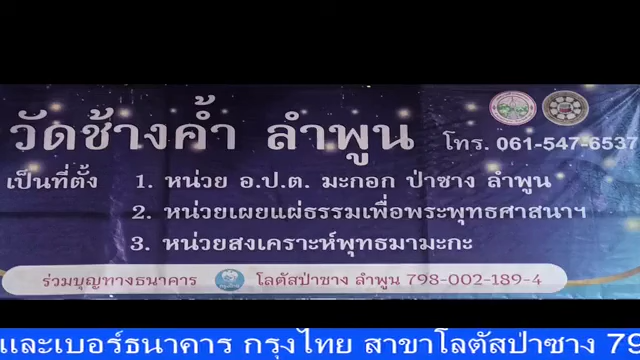 วัดช้างค้ำ ลำพูน โทร. 061-547-6537
เป็นที่ตั้ง 1. หน่วย อ.ป.ต. มะกอก ป่าซาง ลำพูน
2. หน่วยเผยแผ่ธรรมเพื่อพระพุทธศาสนาฯ
3. หน่วยสงเคราะห์พุทธมามะกะ
ร่วมบุญทางธนาคาร โลตัสป่าซาง ลำพูน 798-002-189-4
และเบอร์ธนาคาร กรุงไทย สาขาโลตัสป่าซาง 79